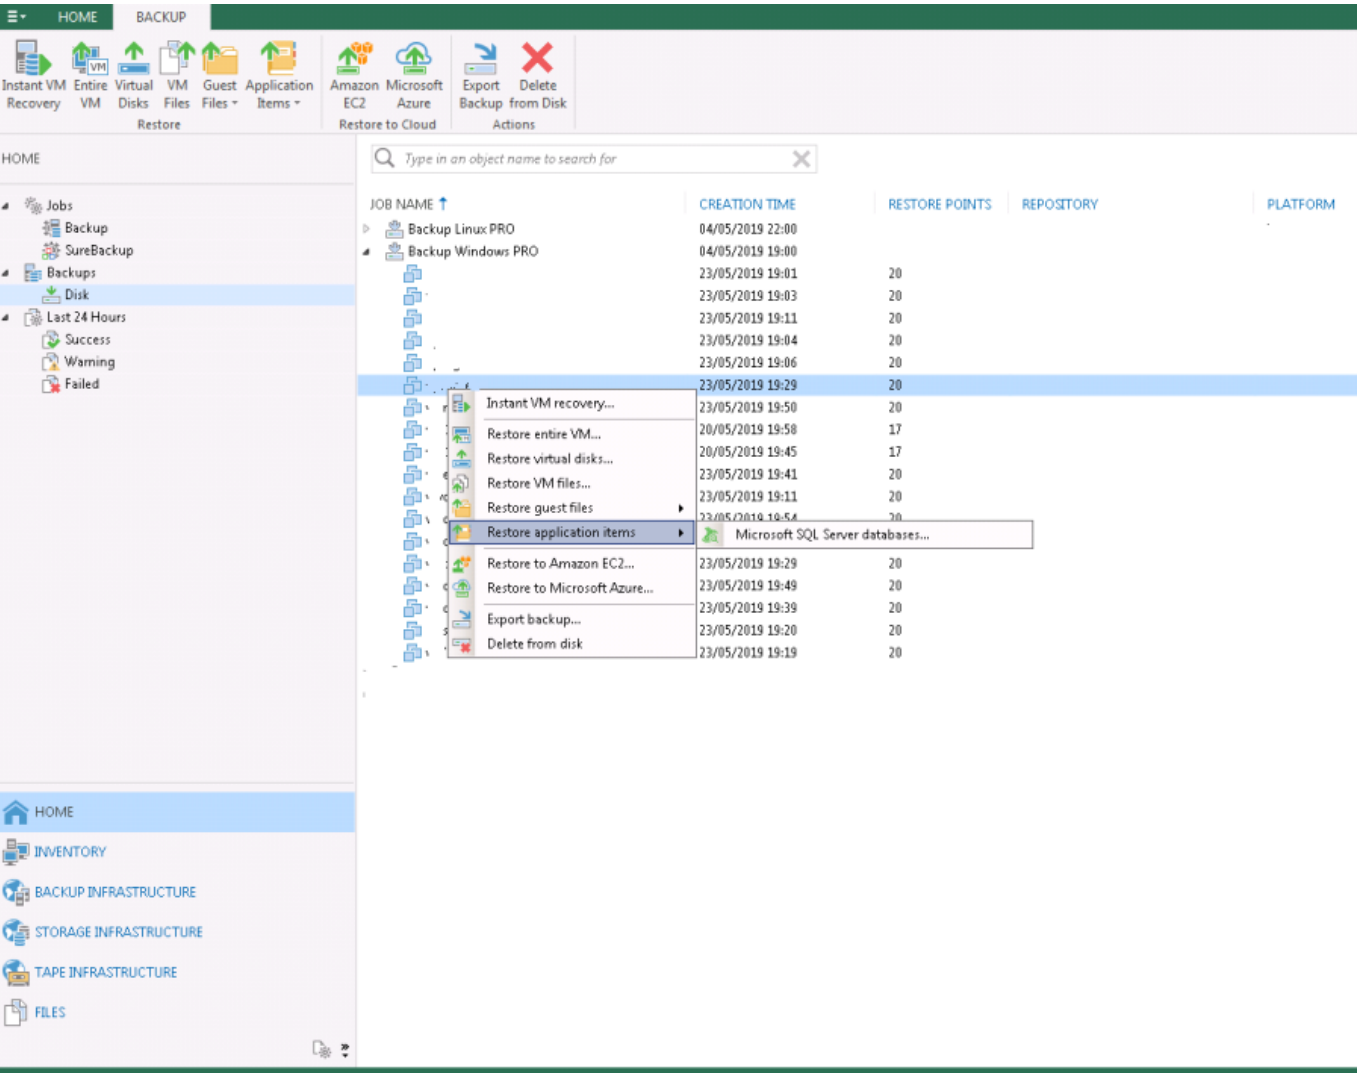 HOME BACKUP
Instant VM Recovery
Entire VM
Virtual Disks
VM Files
Guest Files
Application Items
Amazon EC2
Microsoft Azure
Export Backup
Delete from Disk
Restore
Restore to Cloud
Actions
HOME
Jobs
Backup
SureBackup
Backups
Disk
Last 24 Hours
Success
Warning
Failed
HOME
INVENTORY
BACKUP INFRASTRUCTURE
STORAGE INFRASTRUCTURE
TAPE INFRASTRUCTURE
FILES
Type in an object name to search for
JOB NAME CREATION TIME RESTORE POINTS REPOSITORY PLATFORM
Backup Linux PRO 04/05/2019 22:00
Backup Windows PRO 04/05/2019 19:00
23/05/2019 19:01 20
23/05/2019 19:03 20
23/05/2019 19:11 20
23/05/2019 19:04 20
23/05/2019 19:06 20
23/05/2019 19:29 20
23/05/2019 19:50 20
20/05/2019 19:58 17
20/05/2019 19:45 17
23/05/2019 19:41 20
23/05/2019 19:11 20
23/05/2019 19:54 20
23/05/2019 19:29 20
23/05/2019 19:49 20
23/05/2019 19:39 20
23/05/2019 19:20 20
23/05/2019 19:19 20
Instant VM recovery...
Restore entire VM...
Restore virtual disks...
Restore VM files...
Restore guest files
Restore application items
Microsoft SQL Server databases...
Restore to Amazon EC2...
Restore to Microsoft Azure...
Export backup...
Delete from disk